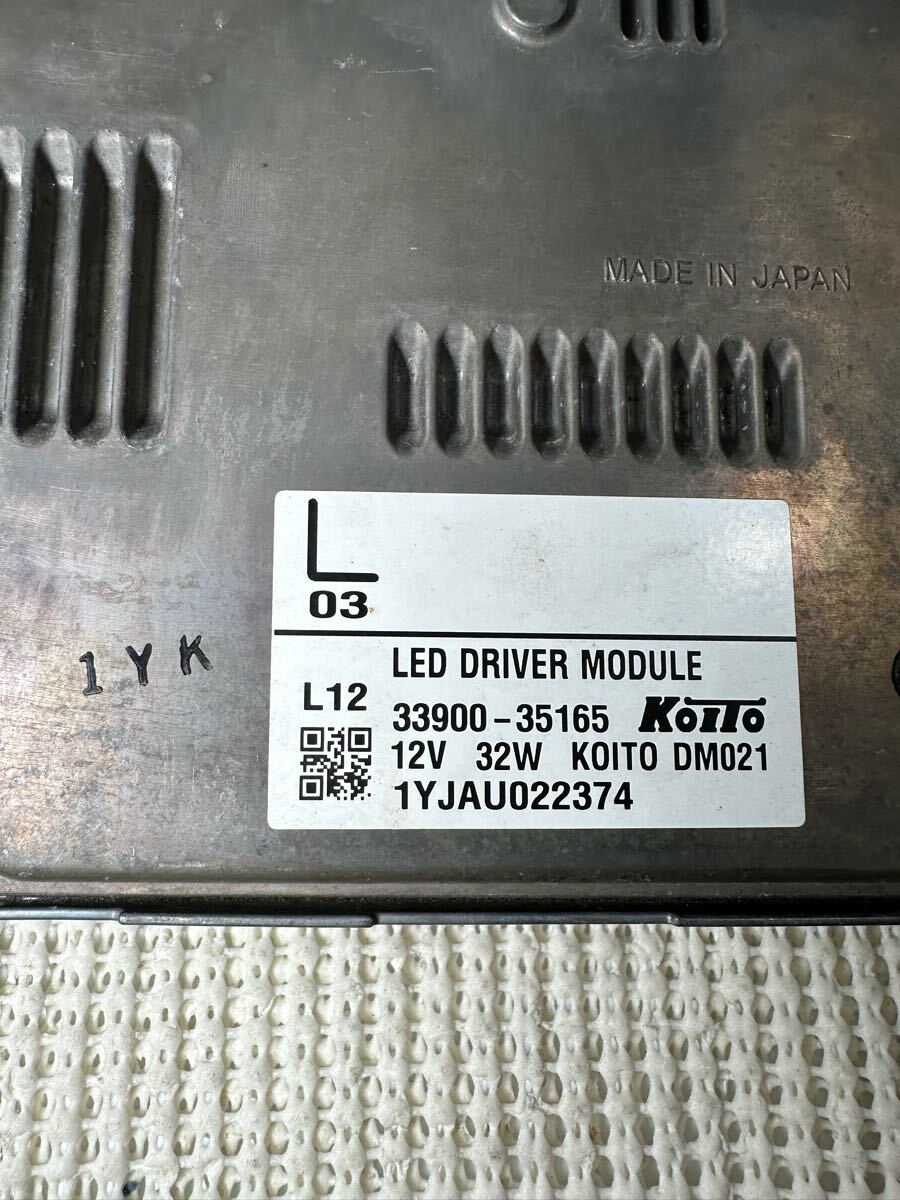 MADE IN JAPAN
L
03
1YK
LED DRIVER MODULE
L12
33900-35165 KOITO
12V 32W KOITO DM021
1YJAU022374